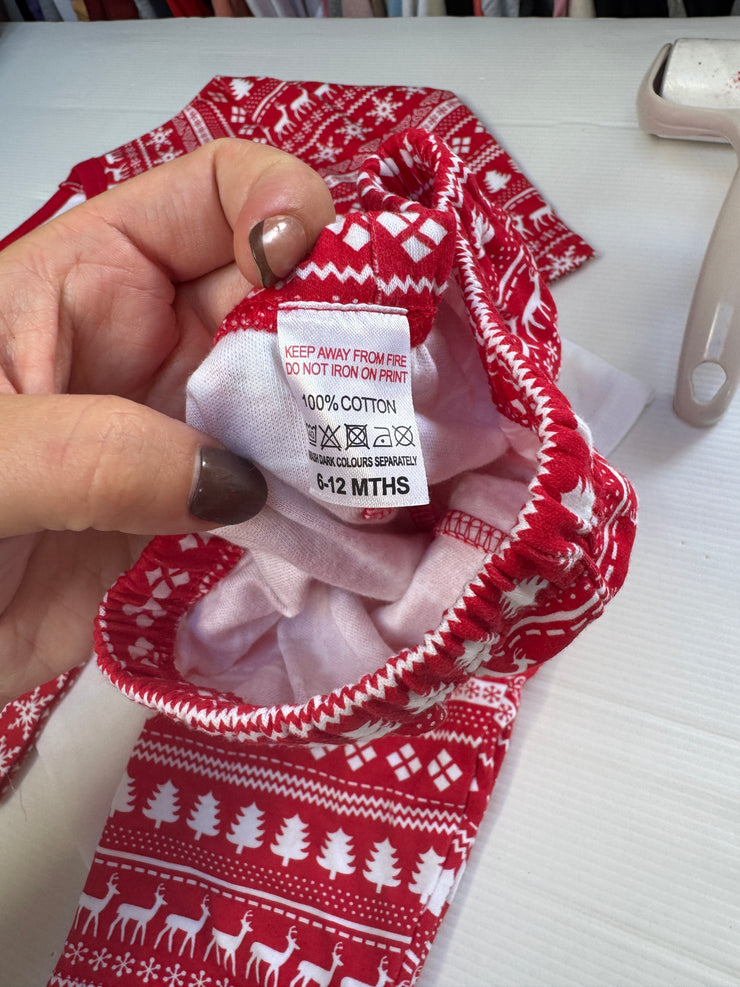 KEEP AWAY FROM FIRE
DO NOT IRON ON PRINT
100% COTTON
WASH DARK COLOURS SEPARATELY
6-12 MTHS